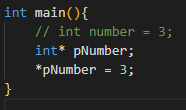 int main(){
    // int number = 3;
    int* pNumber;
    *pNumber = 3;
}